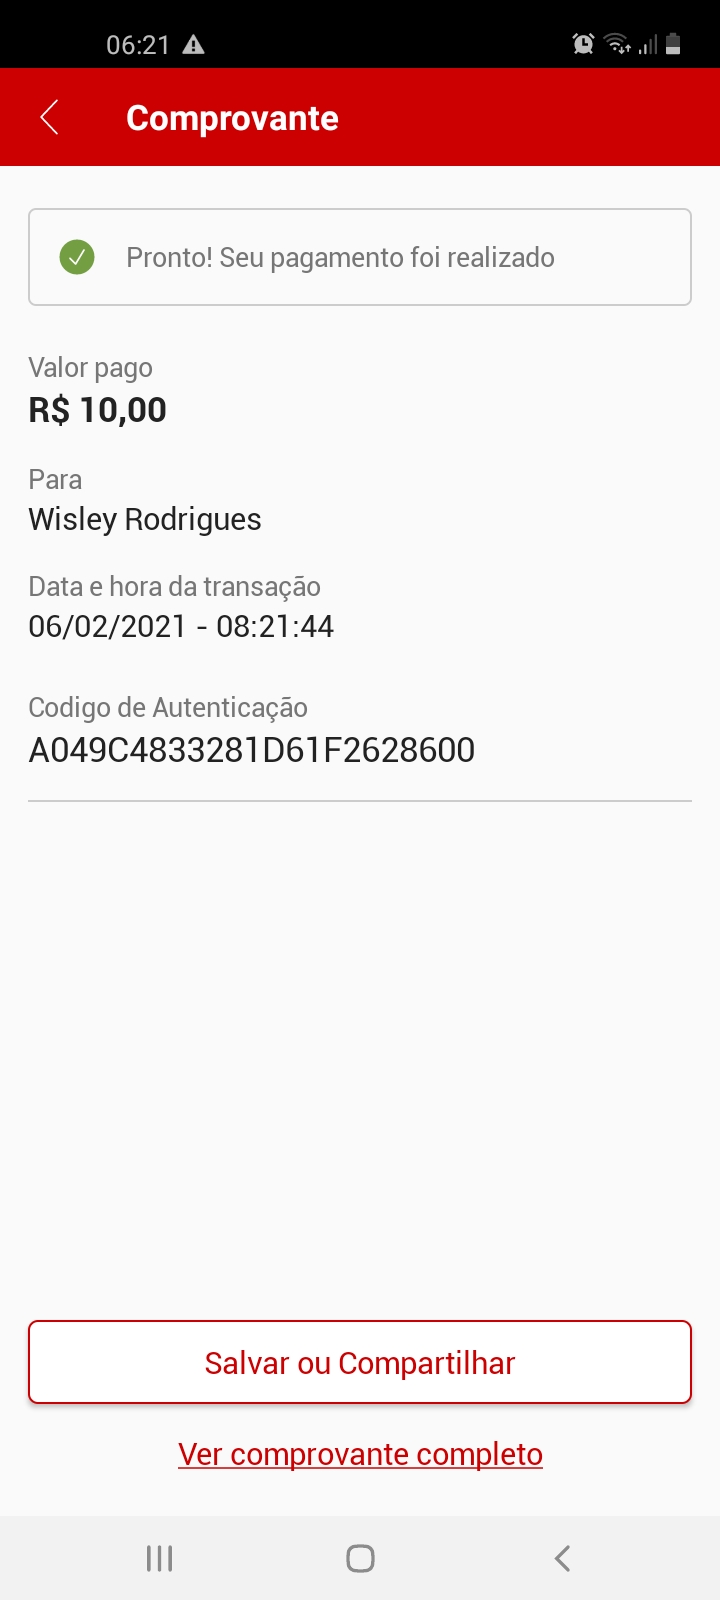 06:21
Comprovante
Pronto! Seu pagamento foi realizado
Valor pago
R$ 10,00
Para
Wisley Rodrigues
Data e hora da transação
06/02/2021 - 08:21:44
Codigo de Autenticação
A049C4833281D61F2628600
Salvar ou Compartilhar
Ver comprovante completo